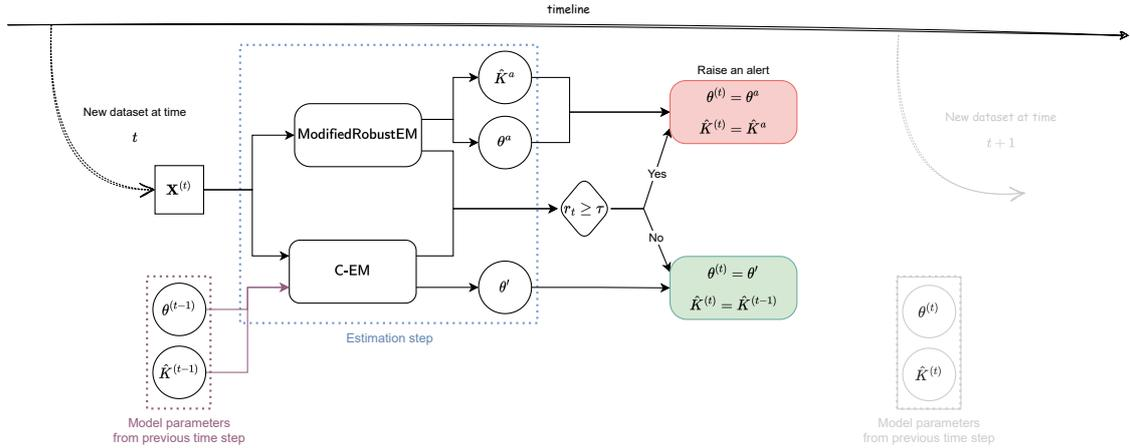 timeline
New dataset at time
t
X^(t)
ModifiedRobustEM
K̂^a
θ^a
Raise an alert
θ^(t) = θ^a
K̂^(t) = K̂^a
New dataset at time
t + 1
Yes
r_t ≥ τ
No
C-EM
θ′
θ^(t) = θ′
K̂^(t) = K̂^(t−1)
Estimation step
θ^(t−1)
K̂^(t−1)
Model parameters
from previous time step
θ^(t)
K̂^(t)
Model parameters
from previous time step